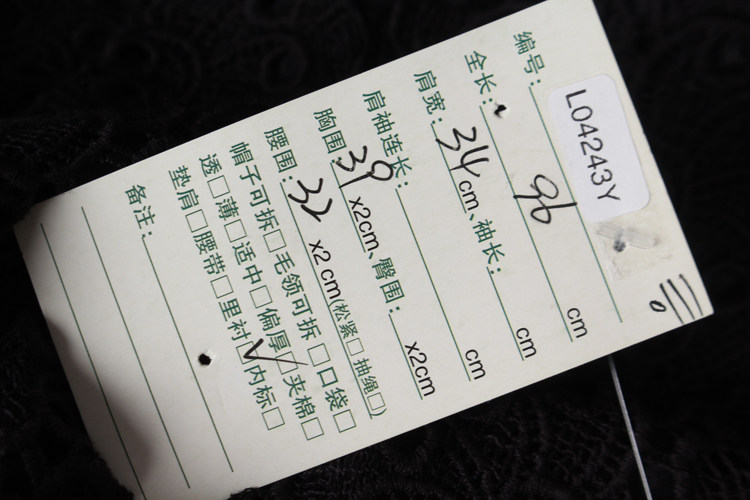 编号: L04243Y
全长: 96 cm
肩宽: 34 cm、袖长: cm
肩袖连长: cm
胸围: 39 x2cm、臀围: x2cm
腰围: 32 x2 cm(松紧□ 抽绳□)
帽子可拆□毛领可拆□口袋□
透□薄□适中□偏厚□夹棉□
垫肩□腰带□里衬☑内标□
备注: